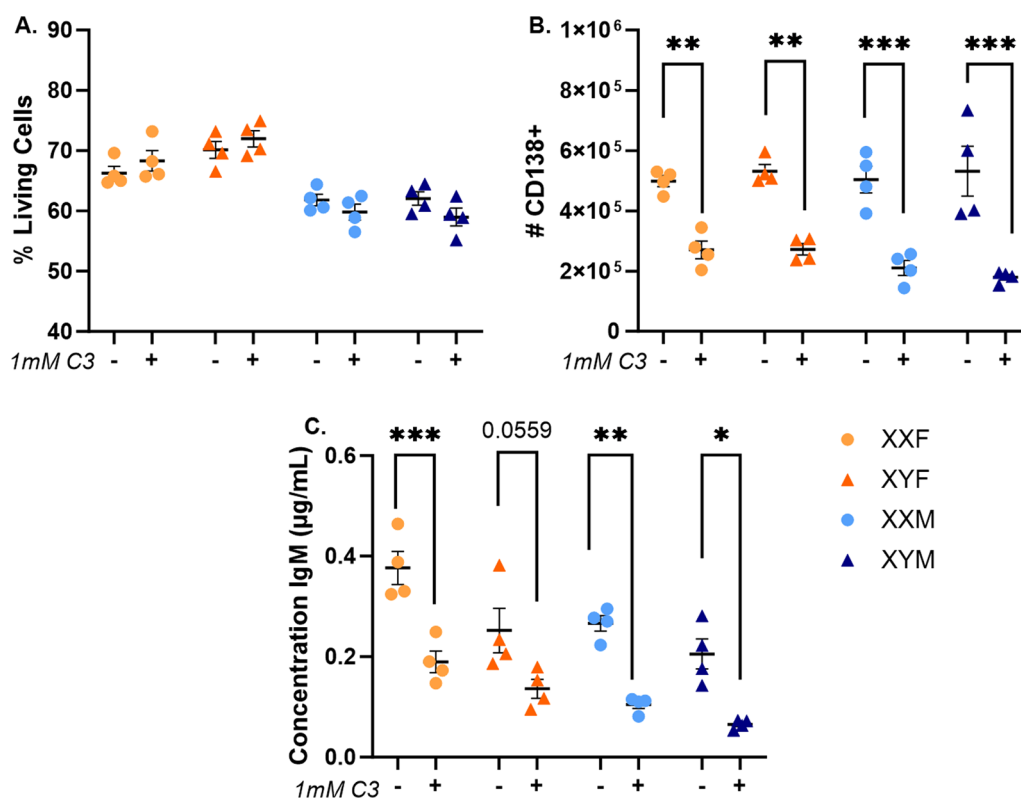 A.
% Living Cells
90
80
70
60
50
40
1mM C3 - + - + - + - +
B.
# CD138+
1×10⁶
8×10⁵
6×10⁵
4×10⁵
2×10⁵
0
** ** *** ***
1mM C3 - + - + - + - +
C.
Concentration IgM (µg/mL)
0.6
0.4
0.2
0.0
*** 0.0559 ** *
1mM C3 - + - + - + - +
XXF
XYF
XXM
XYM